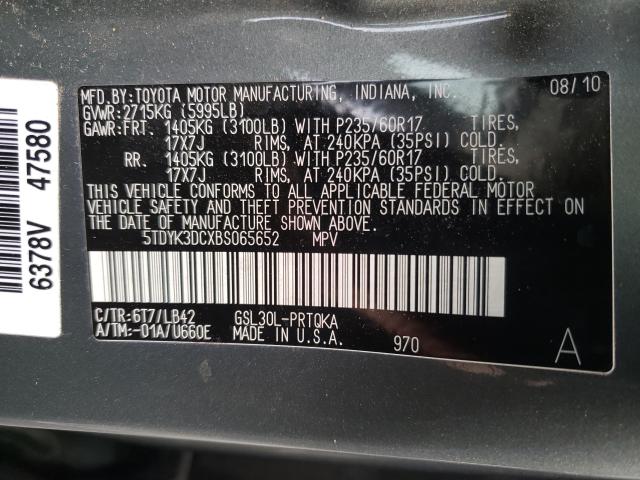 MFD.BY:TOYOTA MOTOR MANUFACTURING, INDIANA, INC. 08/10
GVWR:2715KG (5995LB)
GAWR:FRT. 1405KG (3100LB) WITH P235/60R17 TIRES,
17X7J RIMS, AT 240KPA (35PSI) COLD.
RR. 1405KG (3100LB) WITH P235/60R17 TIRES,
17X7J RIMS, AT 240KPA (35PSI) COLD.
THIS VEHICLE CONFORMS TO ALL APPLICABLE FEDERAL MOTOR
VEHICLE SAFETY AND THEFT PREVENTION STANDARDS IN EFFECT ON
THE DATE OF MANUFACTURE SHOWN ABOVE.
5TDYK3DCXBS065652 MPV
C/TR:6T7/LB42 GSL30L-PRTQKA
A/TM:-01A/U660E MADE IN U.S.A. 970 A
6378V 47580